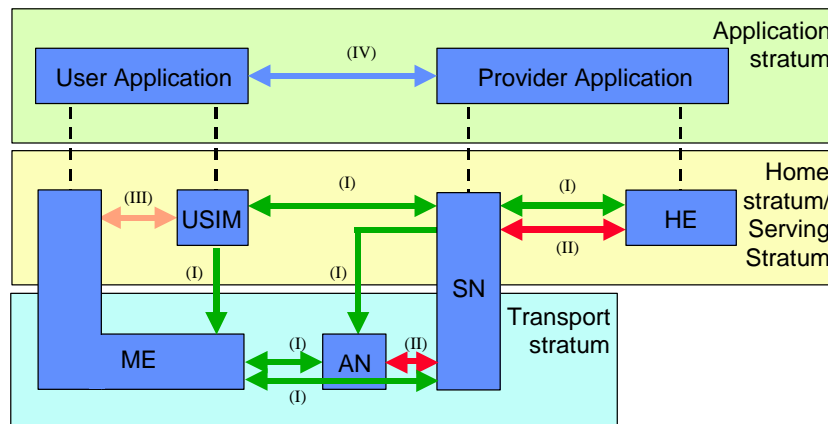 Application
stratum
(IV)
User Application
Provider Application
Home
stratum/
Serving
Stratum
(I)
(I)
(III)
USIM
HE
(II)
(I)
(I)
SN
Transport
stratum
(I)
(II)
ME
AN
(I)